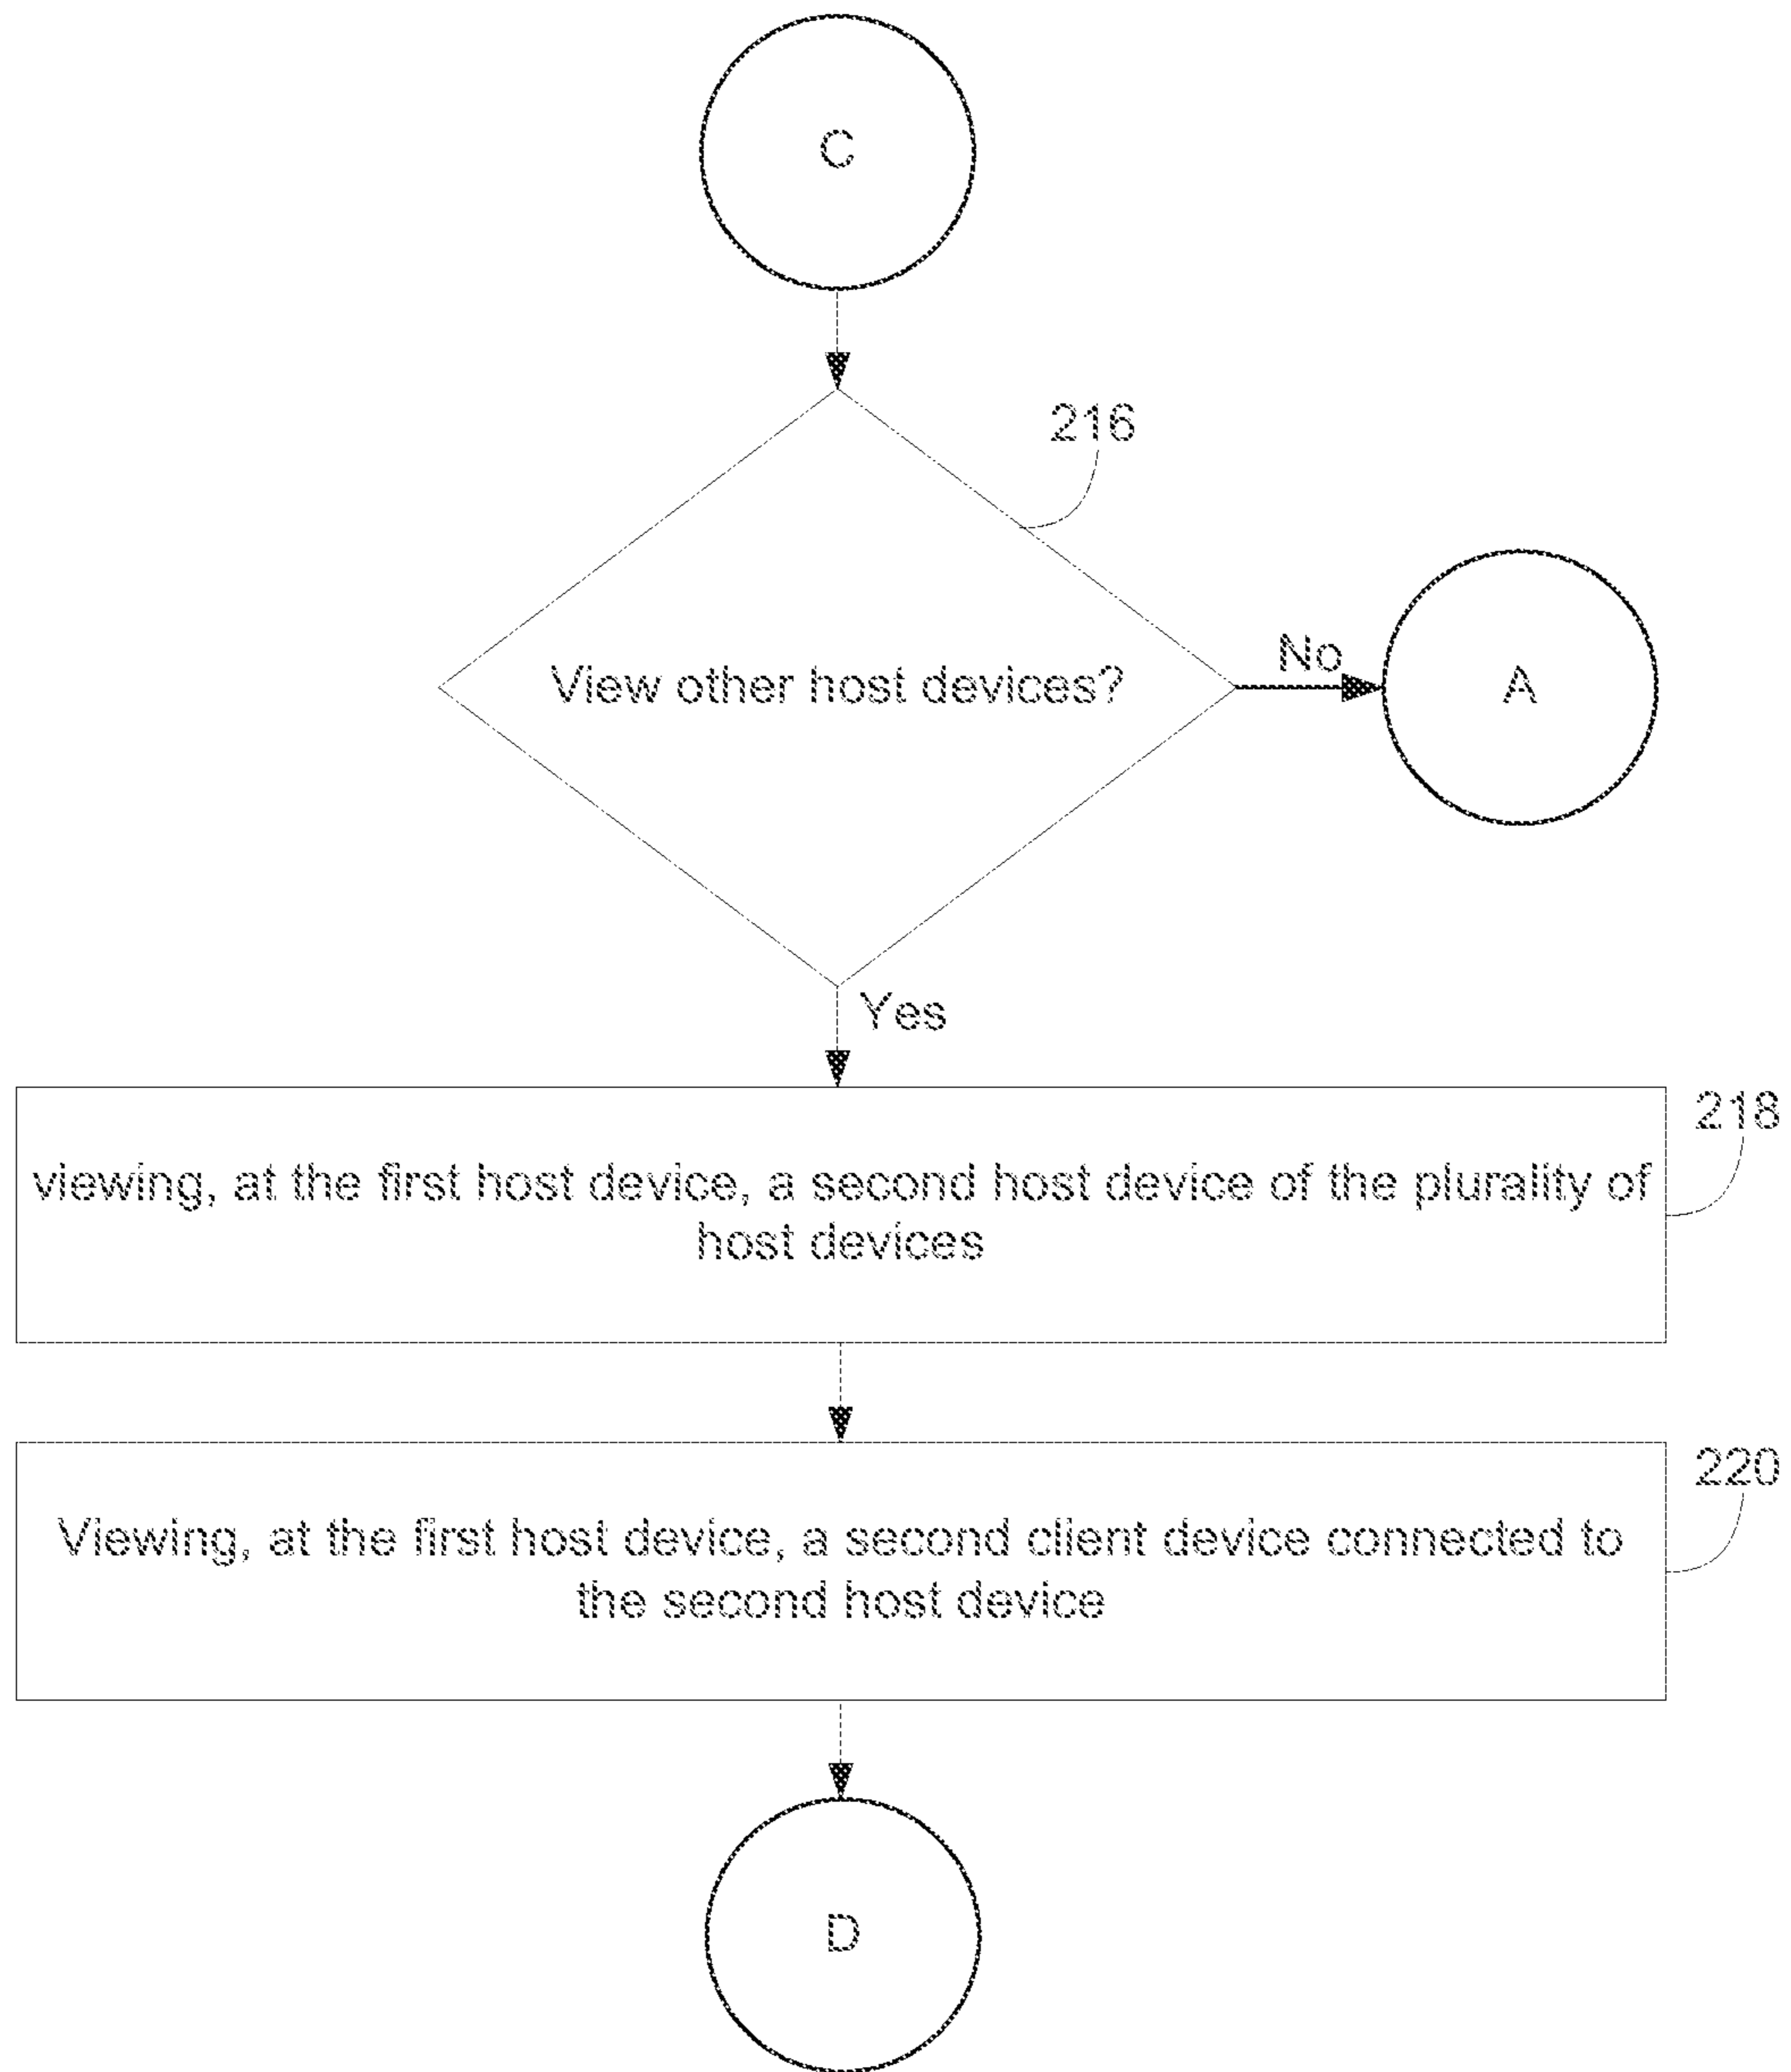 C
216
View other host devices?
No
A
Yes
218
viewing, at the first host device, a second host device of the plurality of
host devices
220
Viewing, at the first host device, a second client device connected to
the second host device
D